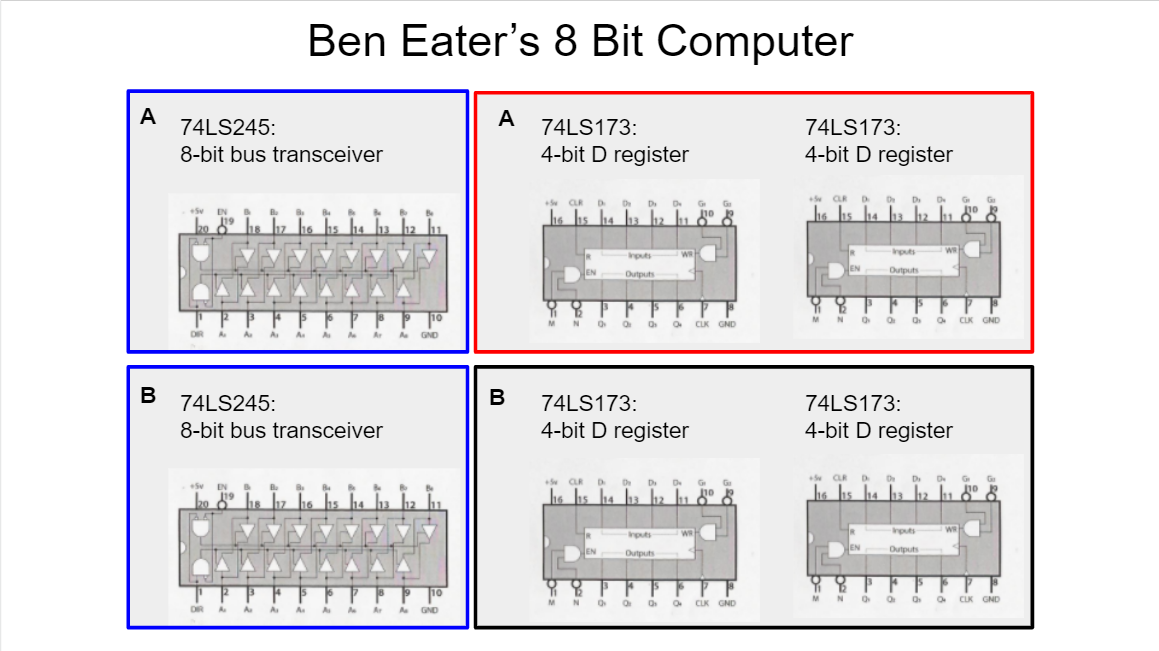 Ben Eater’s 8 Bit Computer
A
74LS245:
8-bit bus transceiver
+5v EN B₁ B₂ B₃ B₄ B₅ B₆ B₇ B₈
20 19 18 17 16 15 14 13 12 11
1 2 3 4 5 6 7 8 9 10
DIR A₁ A₂ A₃ A₄ A₅ A₆ A₇ A₈ GND
A
74LS173:
4-bit D register
+5v CLR D₁ D₂ D₃ D₄ G₁ G₂
16 15 14 13 12 11 10 9
R Inputs WR
EN Outputs
1 2 3 4 5 6 7 8
M N Q₁ Q₂ Q₃ Q₄ CLK GND
74LS173:
4-bit D register
+5v CLR D₁ D₂ D₃ D₄ G₁ G₂
16 15 14 13 12 11 10 9
R Inputs WR
EN Outputs
1 2 3 4 5 6 7 8
M N Q₁ Q₂ Q₃ Q₄ CLK GND
B
74LS245:
8-bit bus transceiver
+5v EN B₁ B₂ B₃ B₄ B₅ B₆ B₇ B₈
20 19 18 17 16 15 14 13 12 11
1 2 3 4 5 6 7 8 9 10
DIR A₁ A₂ A₃ A₄ A₅ A₆ A₇ A₈ GND
B
74LS173:
4-bit D register
+5v CLR D₁ D₂ D₃ D₄ G₁ G₂
16 15 14 13 12 11 10 9
R Inputs WR
EN Outputs
1 2 3 4 5 6 7 8
M N Q₁ Q₂ Q₃ Q₄ CLK GND
74LS173:
4-bit D register
+5v CLR D₁ D₂ D₃ D₄ G₁ G₂
16 15 14 13 12 11 10 9
R Inputs WR
EN Outputs
1 2 3 4 5 6 7 8
M N Q₁ Q₂ Q₃ Q₄ CLK GND